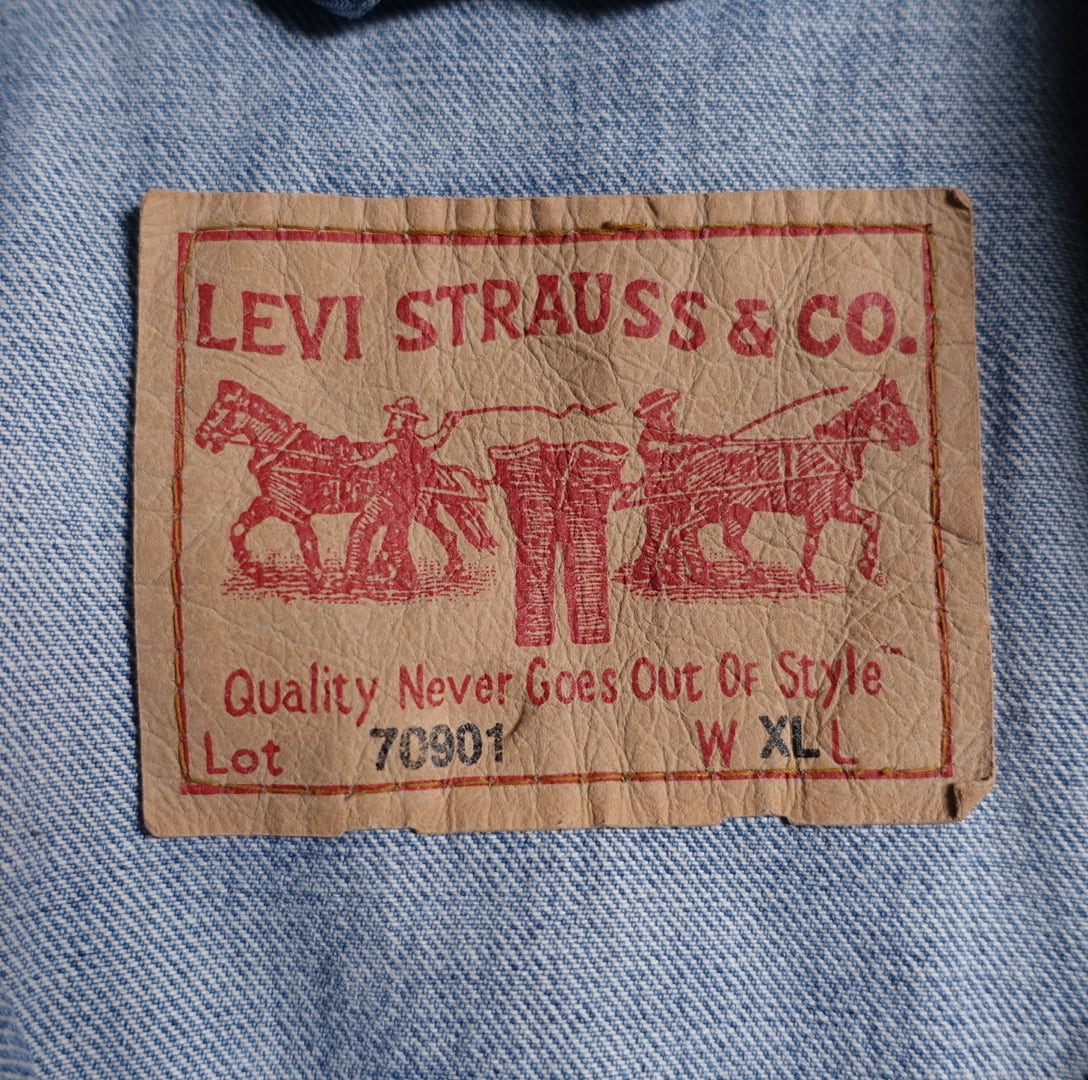 LEVI STRAUSS & CO.
®
Quality Never Goes Out Of Style™
Lot 70901 W XL L